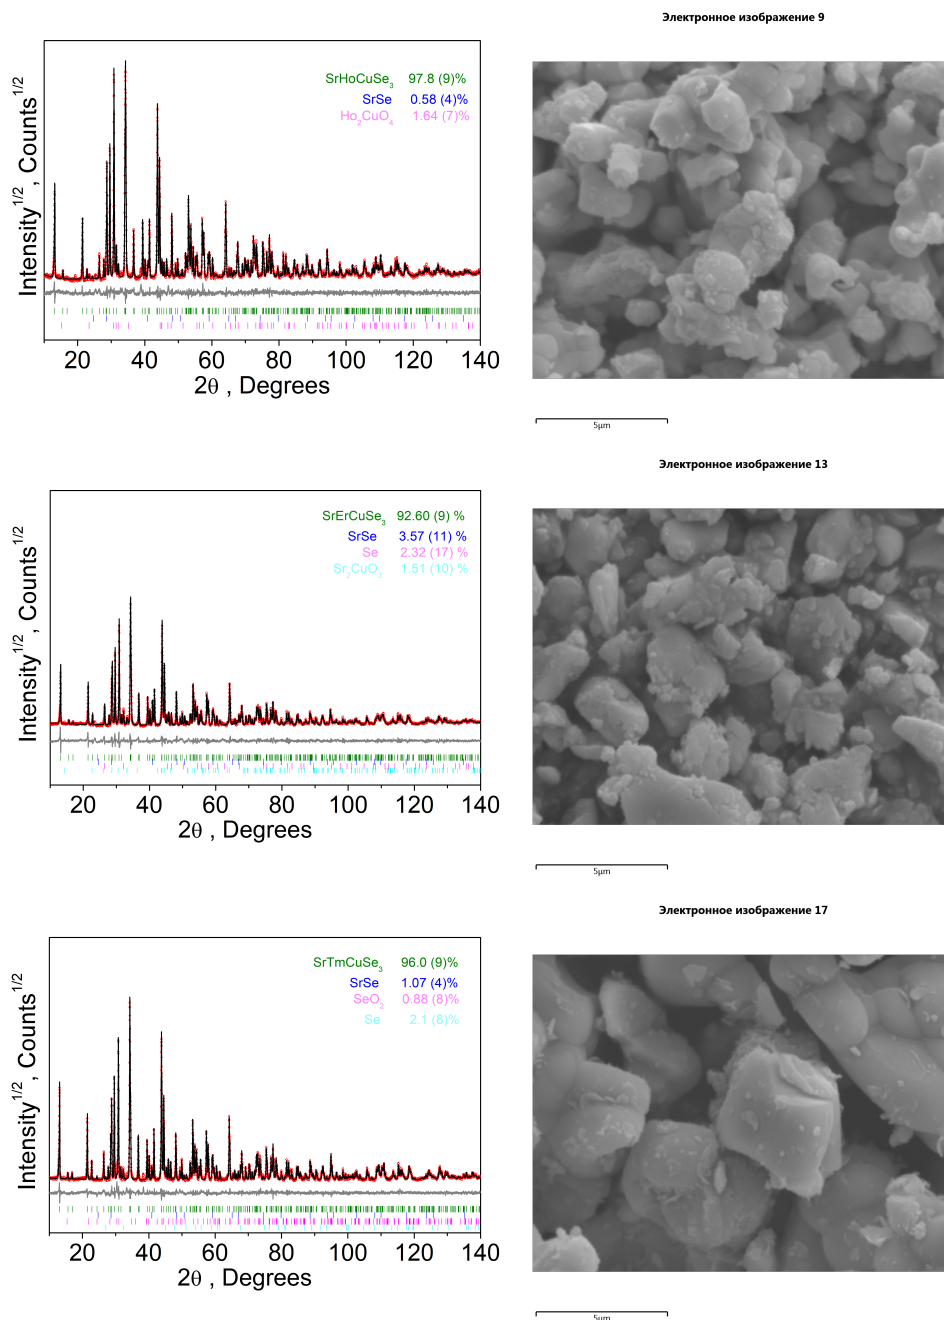 Электронное изображение 9
SrHoCuSe3 97.8 (9)%
SrSe 0.58 (4)%
Ho2CuO4 1.64 (7)%
Intensity1/2 , Counts1/2
20 40 60 80 100 120 140
2θ , Degrees
5µm
Электронное изображение 13
SrErCuSe3 92.60 (9) %
SrSe 3.57 (11) %
Se 2.32 (17) %
Sr2CuO3 1.51 (10) %
Intensity1/2 , Counts1/2
20 40 60 80 100 120 140
2θ , Degrees
5µm
Электронное изображение 17
SrTmCuSe3 96.0 (9)%
SrSe 1.07 (4)%
SeO2 0.88 (8)%
Se 2.1 (8)%
Intensity1/2 , Counts1/2
20 40 60 80 100 120 140
2θ , Degrees
5µm